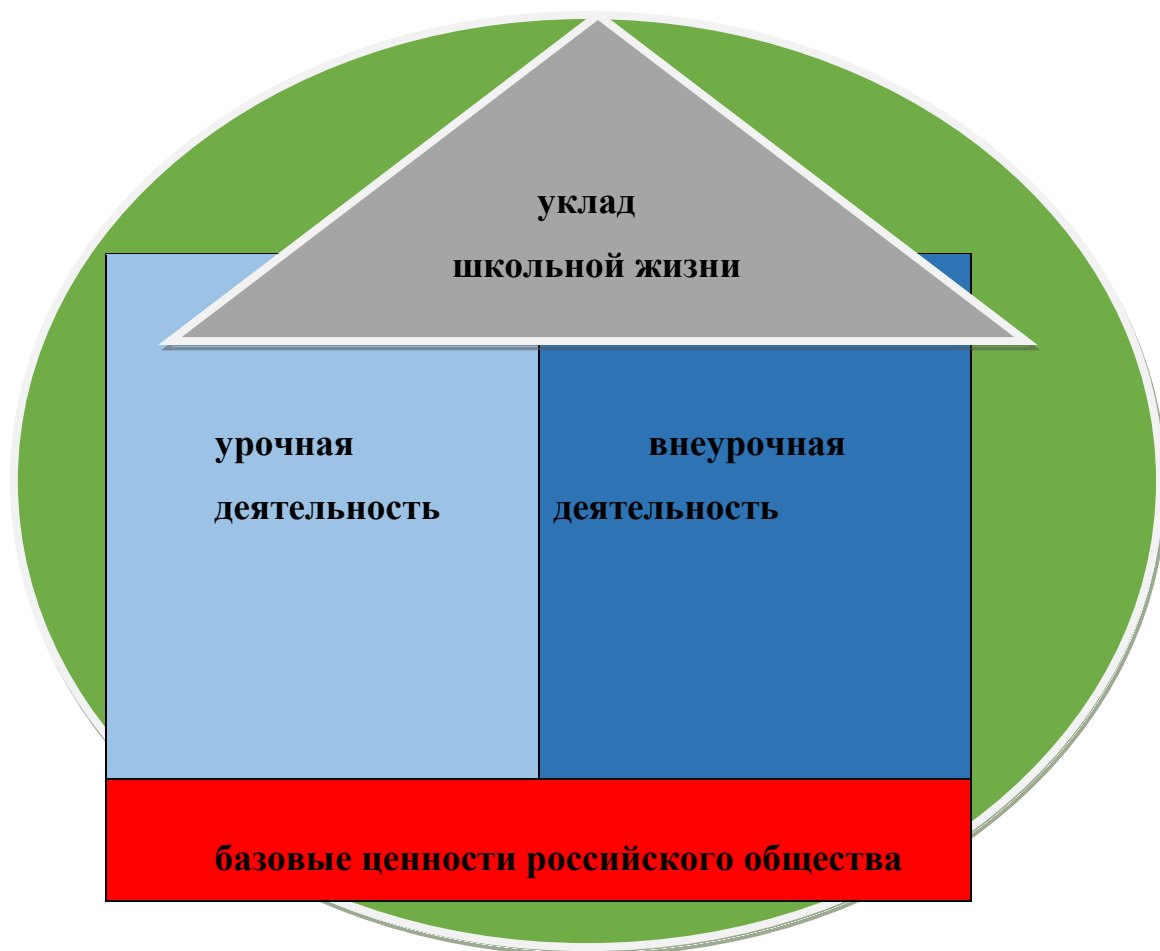 уклад
школьной жизни
урочная
деятельность
внеурочная
деятельность
базовые ценности российского общества